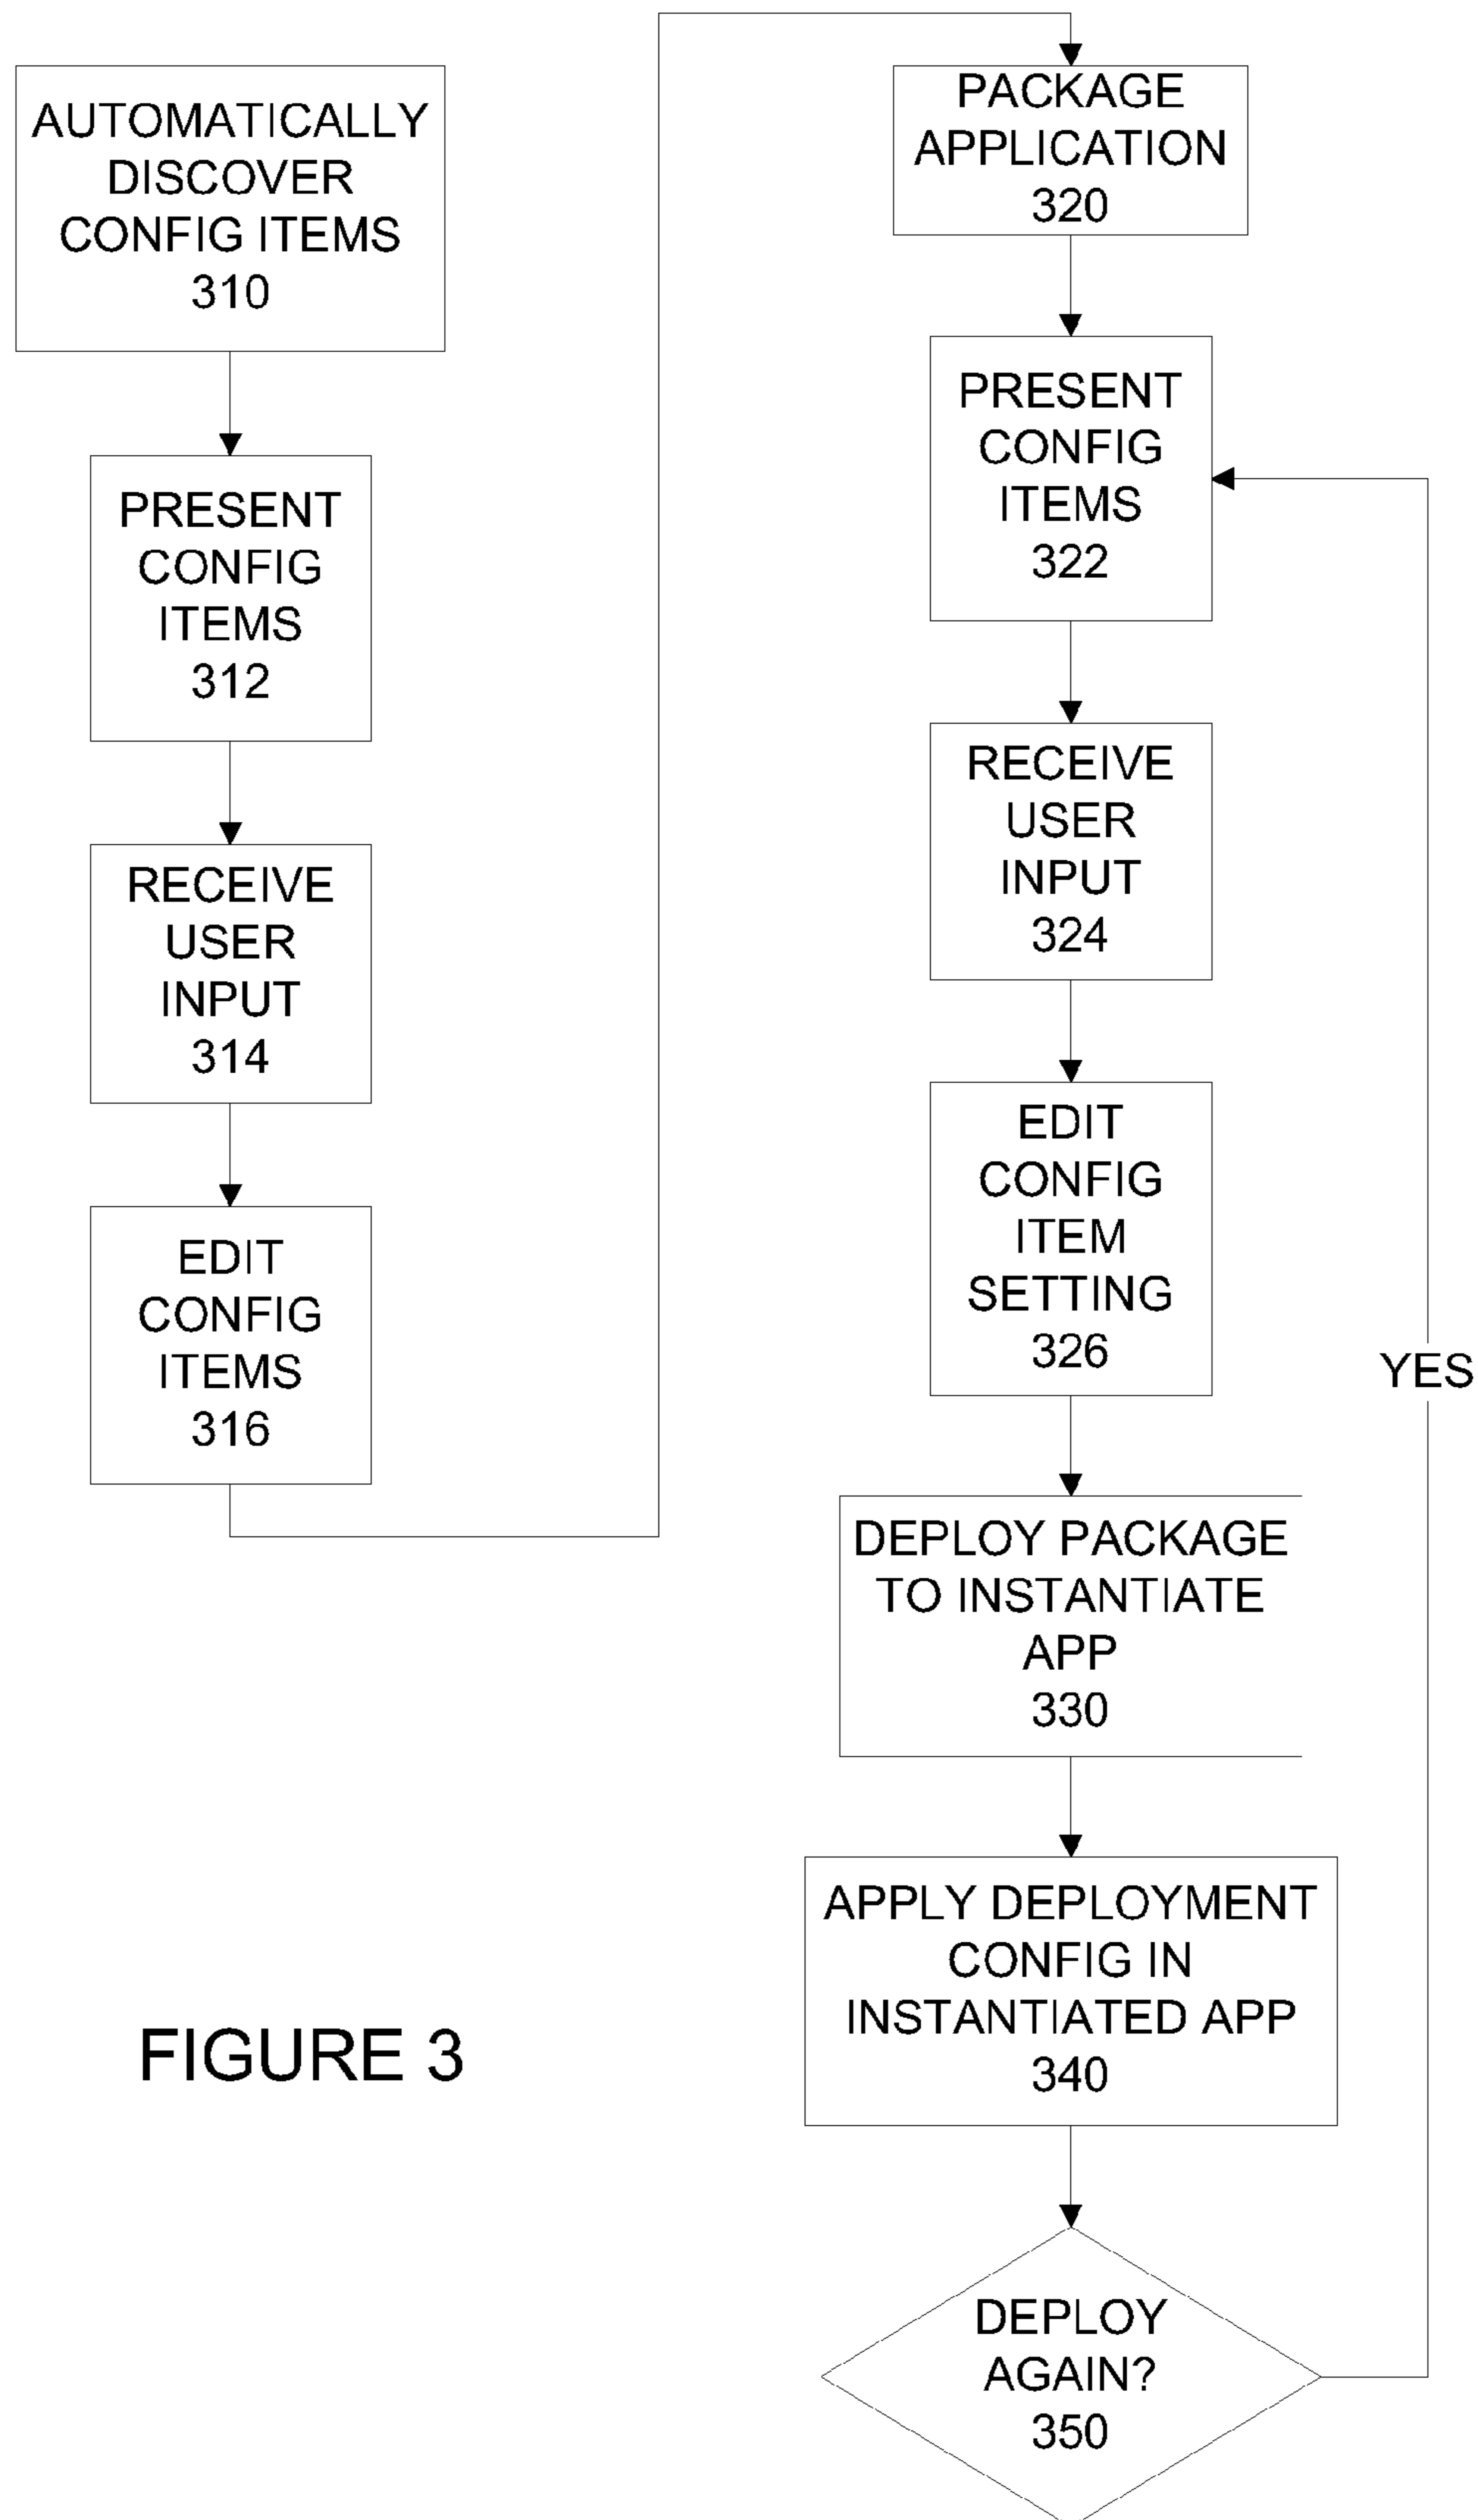 AUTOMATICALLY
DISCOVER
CONFIG ITEMS
310
PRESENT
CONFIG
ITEMS
312
RECEIVE
USER
INPUT
314
EDIT
CONFIG
ITEMS
316
PACKAGE
APPLICATION
320
PRESENT
CONFIG
ITEMS
322
RECEIVE
USER
INPUT
324
EDIT
CONFIG
ITEM
SETTING
326
YES
DEPLOY PACKAGE
TO INSTANTIATE
APP
330
APPLY DEPLOYMENT
CONFIG IN
INSTANTIATED APP
340
DEPLOY
AGAIN?
350
FIGURE 3